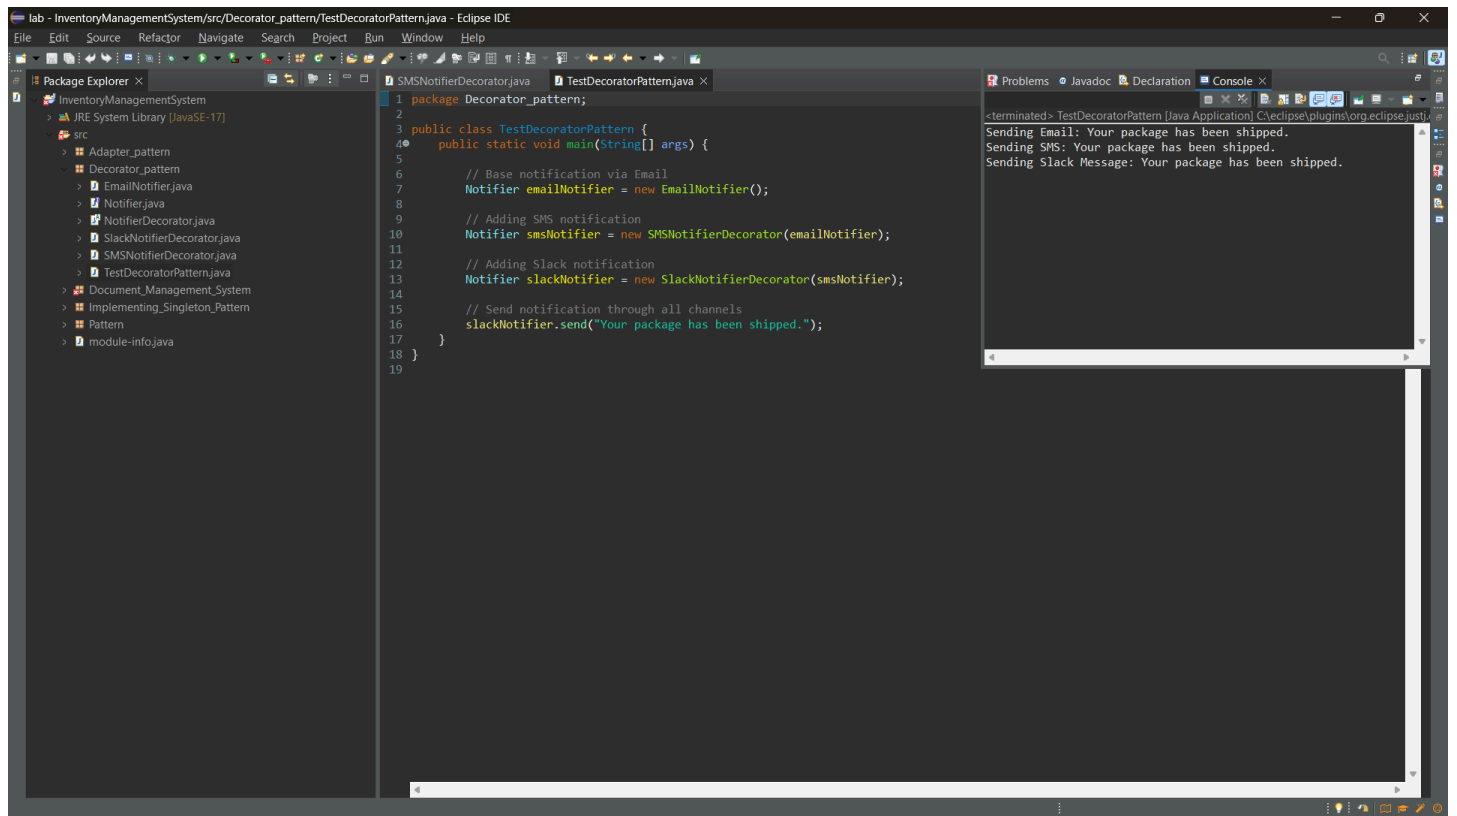 lab - InventoryManagementSystem/src/Decorator_pattern/TestDecoratorPattern.java - Eclipse IDE
File Edit Source Refactor Navigate Search Project Run Window Help
Package Explorer
InventoryManagementSystem
JRE System Library [JavaSE-17]
src
Adapter_pattern
Decorator_pattern
EmailNotifier.java
Notifier.java
NotifierDecorator.java
SlackNotifierDecorator.java
SMSNotifierDecorator.java
TestDecoratorPattern.java
Document_Management_System
Implementing_Singleton_Pattern
Pattern
module-info.java
SMSNotifierDecorator.java TestDecoratorPattern.java
1 package Decorator_pattern;
2
3 public class TestDecoratorPattern {
4 public static void main(String[] args) {
5
6 // Base notification via Email
7 Notifier emailNotifier = new EmailNotifier();
8
9 // Adding SMS notification
10 Notifier smsNotifier = new SMSNotifierDecorator(emailNotifier);
11
12 // Adding Slack notification
13 Notifier slackNotifier = new SlackNotifierDecorator(smsNotifier);
14
15 // Send notification through all channels
16 slackNotifier.send("Your package has been shipped.");
17 }
18 }
19
Problems Javadoc Declaration Console
<terminated> TestDecoratorPattern [Java Application] C:\eclipse\plugins\org.eclipse.justj.
Sending Email: Your package has been shipped.
Sending SMS: Your package has been shipped.
Sending Slack Message: Your package has been shipped.